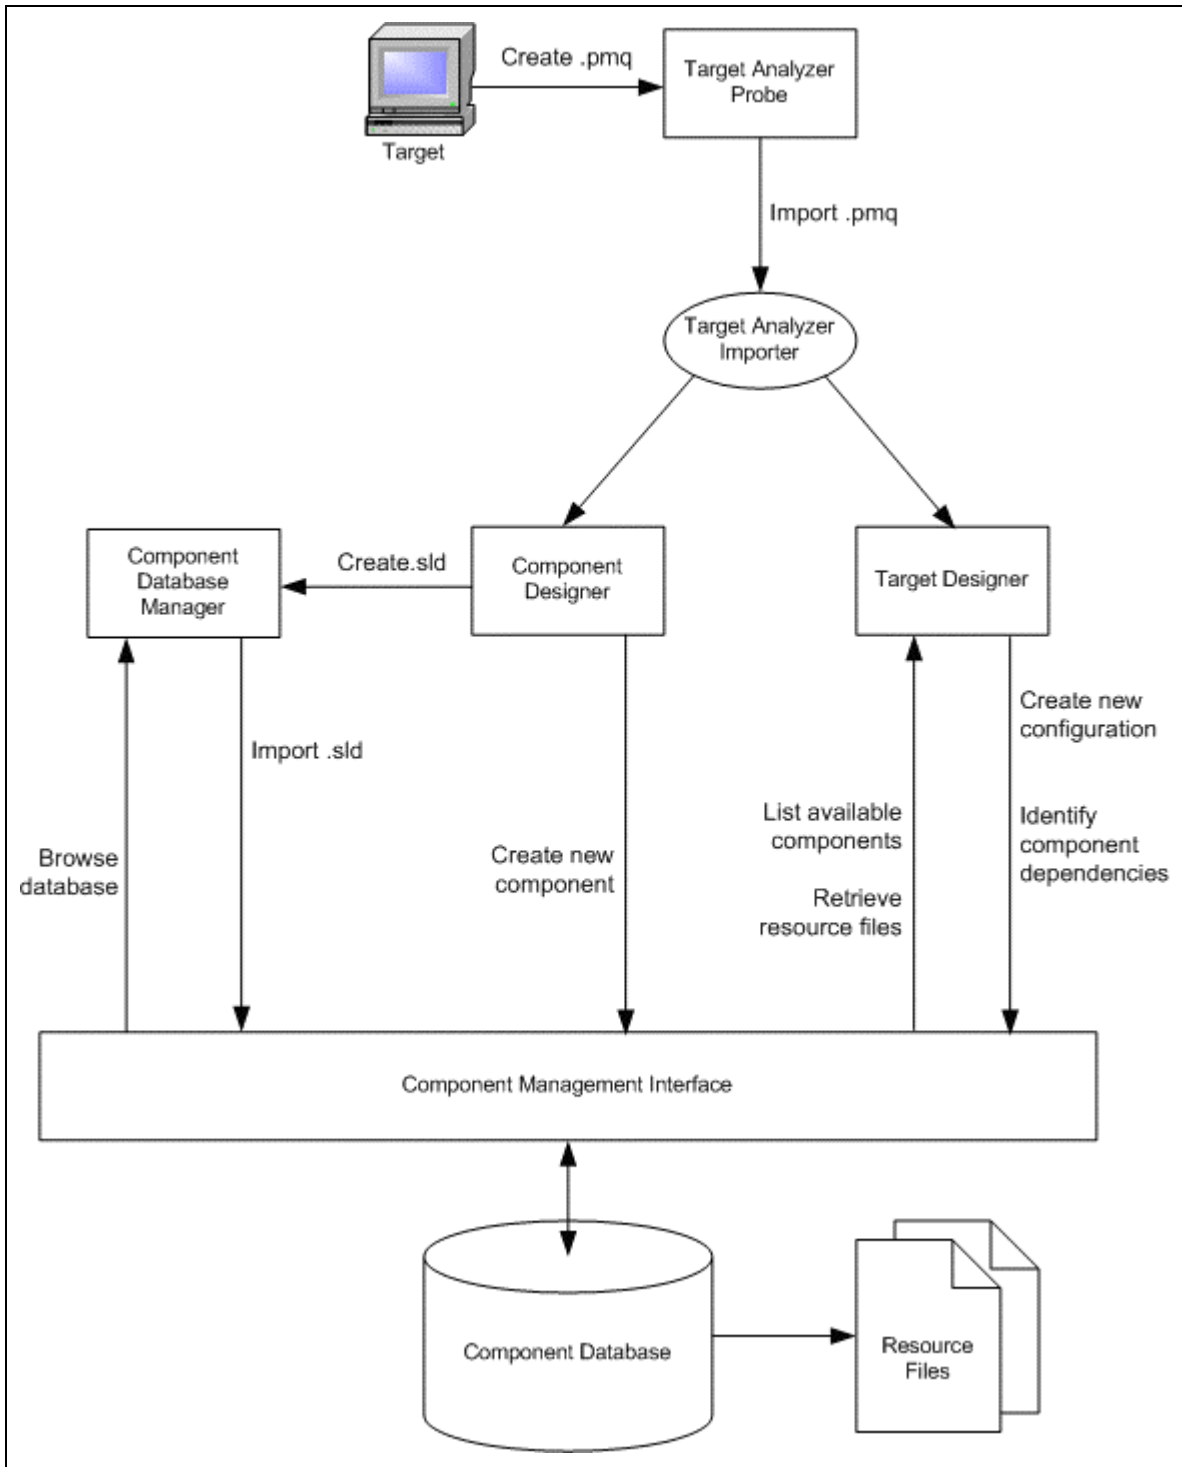 Create .pmq
Target Analyzer
Probe
Target
Import .pmq
Target Analyzer
Importer
Component
Database
Manager
Create.sld
Component
Designer
Target Designer
Create new
configuration
Import .sld
List available
components
Identify
component
dependencies
Browse
database
Create new
component
Retrieve
resource files
Component Management Interface
Component Database
Resource
Files